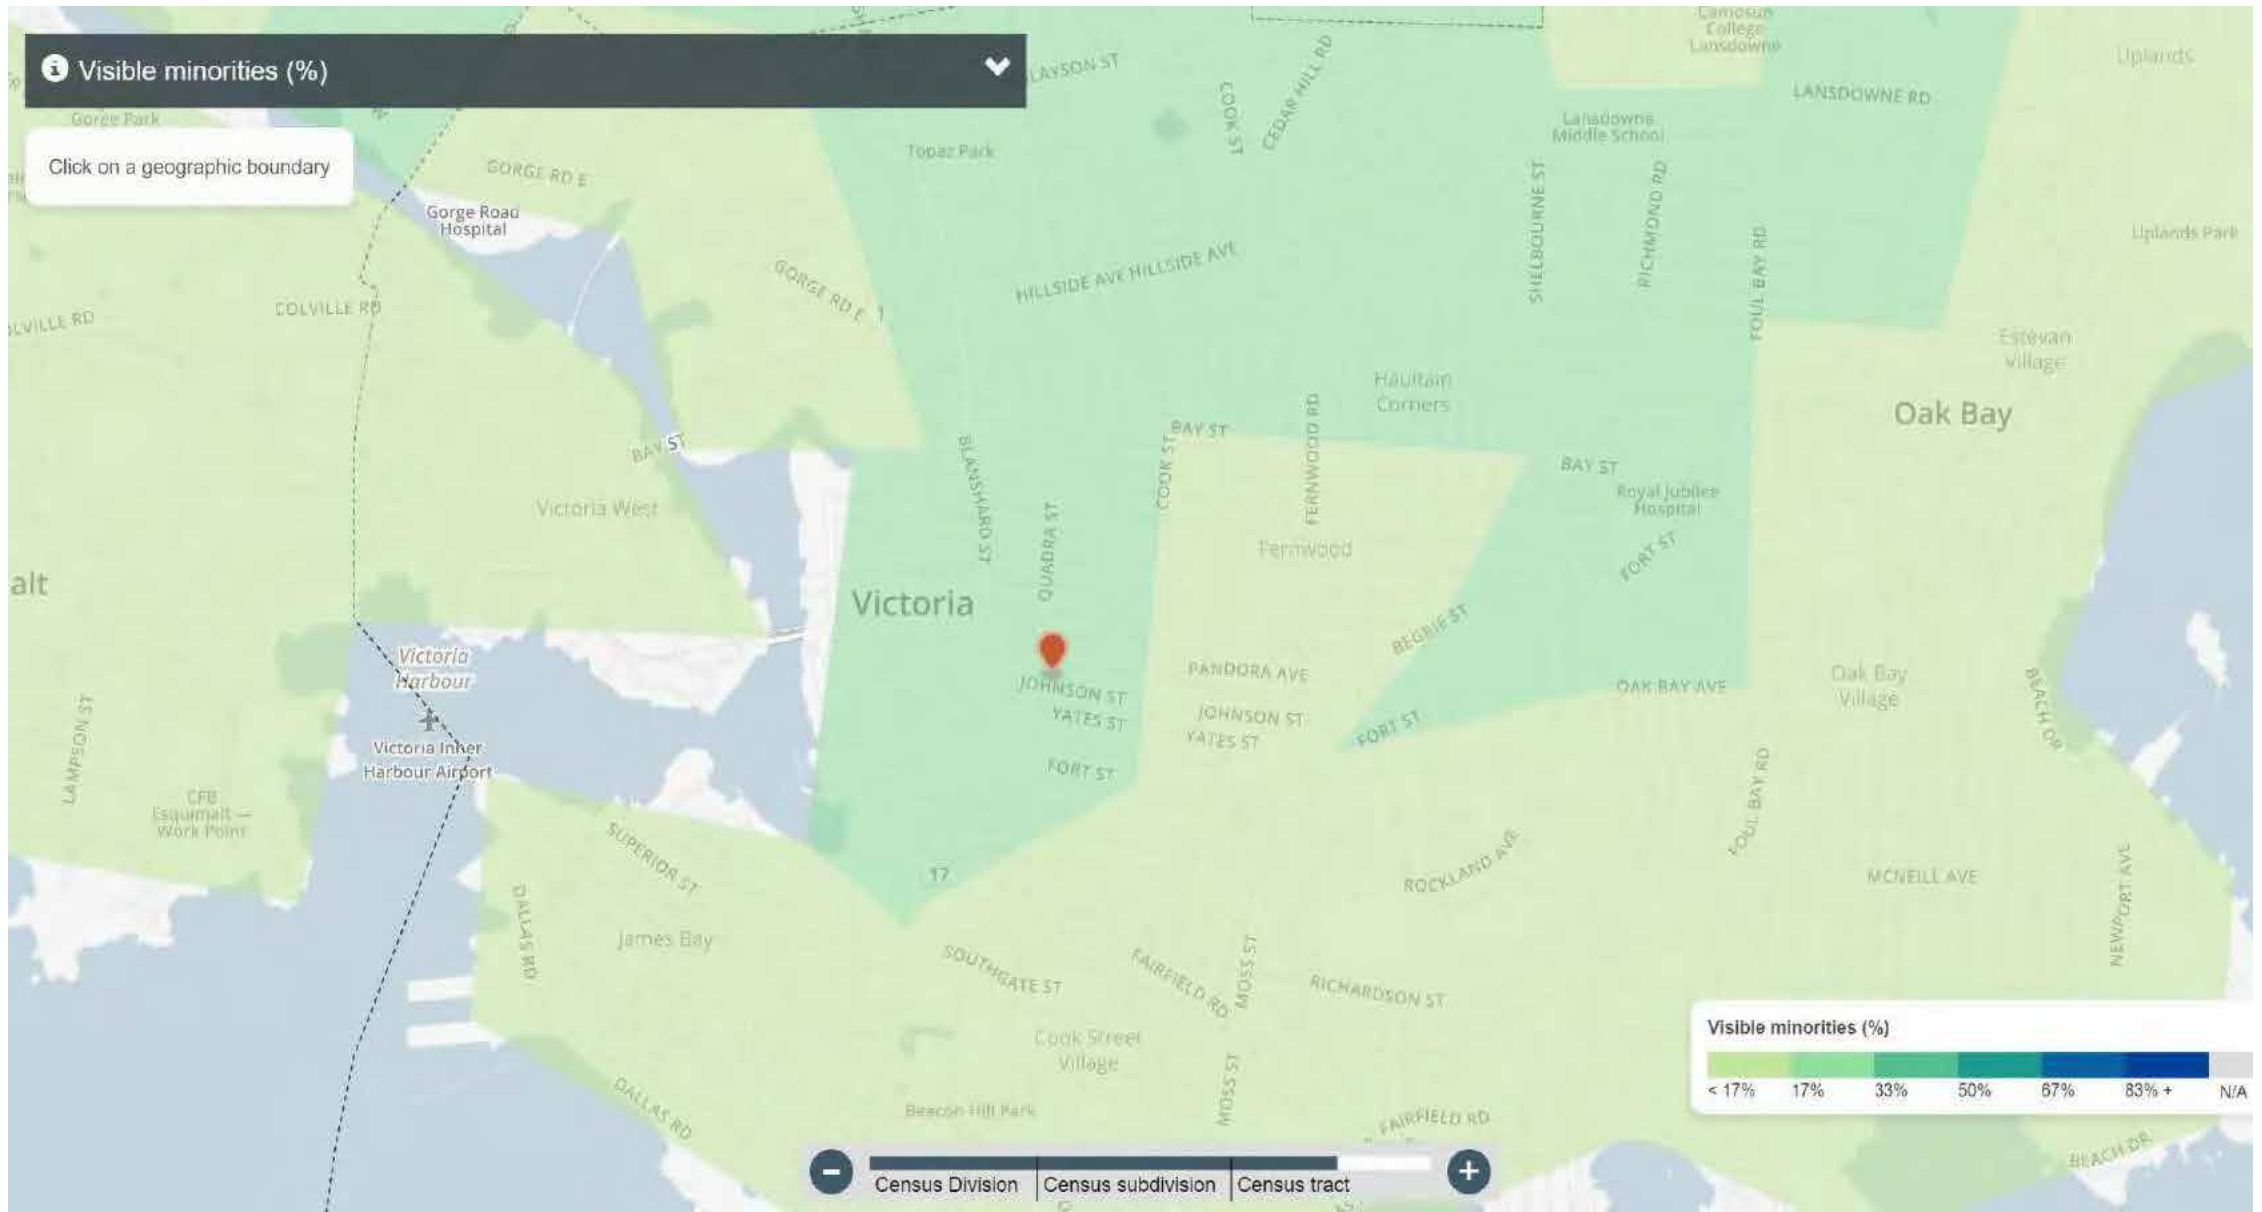 Visible minorities (%)
Click on a geographic boundary
Gorge Park
GORGE RD E
Gorge Road
Hospital
COLVILLE RD
GORGE RD E
1
LAYSON ST
COOK ST
CEDAR HILL RD
Topaz Park
HILLSIDE AVE HILLSIDE AVE
Camosun
College
Lansdowne
Uplands
LANSDOWNE RD
Lansdowne
Middle School
SHELBOURNE ST
RICHMOND RD
FOUL BAY RD
Uplands Park
Estevan
Village
OLVILLE RD
Haultain
Corners
Oak Bay
BAY ST
Victoria West
BLANSHARD ST
QUADRA ST
COOK ST
BAY ST
FERNWOOD RD
Fernwood
BAY ST
Royal Jubilee
Hospital
FORT ST
alt
Victoria
BEGBIE ST
Victoria
Harbour
JOHNSON ST
YATES ST
FORT ST
PANDORA AVE
JOHNSON ST
YATES ST
FORT ST
OAK BAY AVE
Oak Bay
Village
BEACH DR
LAMPSON ST
Victoria Inner
Harbour Airport
CFB
Esquimalt —
Work Point
SUPERIOR ST
17
ROCKLAND AVE
FOUL BAY RD
MCNEILL AVE
NEWPORT AVE
DALLAS RD
James Bay
SOUTHGATE ST
FAIRFIELD RD
MOSS ST
RICHARDSON ST
Cook Street
Village
MOSS ST
DALLAS RD
Beacon Hill Park
FAIRFIELD RD
BEACH DR
Visible minorities (%)
< 17% 17% 33% 50% 67% 83% + N/A
Census Division Census subdivision Census tract